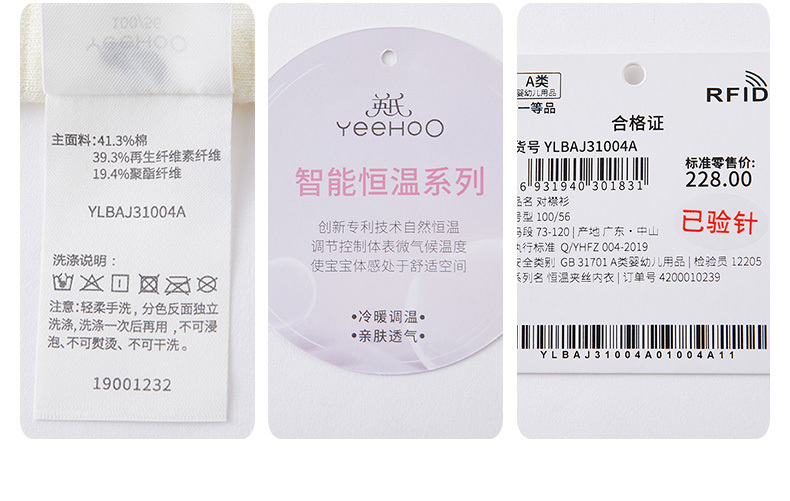 100/56
YEEHOO
主面料:41.3%棉
39.3%再生纤维素纤维
19.4%聚酯纤维
YLBAJ31004A
洗涤说明:
注意:轻柔手洗,分色反面独立
洗涤,洗涤一次后再用,不可浸
泡、不可熨烫、不可干洗。
19001232
英氏
YEEHOO
智能恒温系列
创新专利技术自然恒温
调节控制体表微气候温度
使宝宝体感处于舒适空间
•冷暖调温•
•亲肤透气•
A类
婴幼儿用品
一等品
RFID
合格证
货号 YLBAJ31004A
6 931940 301831
标准零售价:
228.00
品名 对襟衫
号型 100/56
码段 73-120 | 产地 广东·中山
执行标准 Q/YHFZ 004-2019
安全类别 GB 31701 A类婴幼儿用品 | 检验员 12205
系列名 恒温夹丝内衣 | 订单号 4200010239
已验针
YLBAJ31004A01004A11